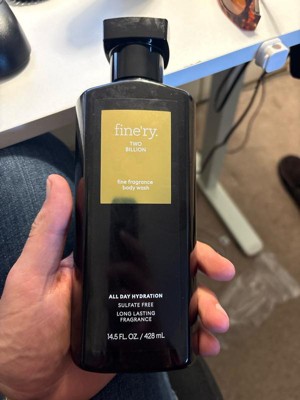 fine'ry.
TWO
BILLION
fine fragrance
body wash
ALL DAY HYDRATION
SULFATE FREE
LONG LASTING
FRAGRANCE
14.5 FL. OZ. / 428 mL